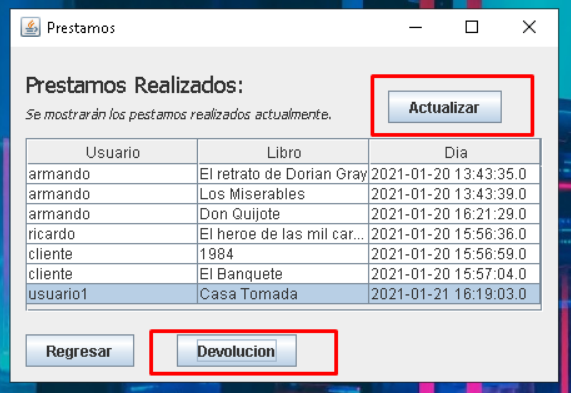 Prestamos
Prestamos Realizados:
Se mostrarán los pestamos realizados actualmente.
Actualizar
Usuario Libro Dia
armando El retrato de Dorian Gray 2021-01-20 13:43:35.0
armando Los Miserables 2021-01-20 13:43:39.0
armando Don Quijote 2021-01-20 16:21:29.0
ricardo El heroe de las mil car... 2021-01-20 15:56:36.0
cliente 1984 2021-01-20 15:56:59.0
cliente El Banquete 2021-01-20 15:57:04.0
usuario1 Casa Tomada 2021-01-21 16:19:03.0
Regresar Devolucion